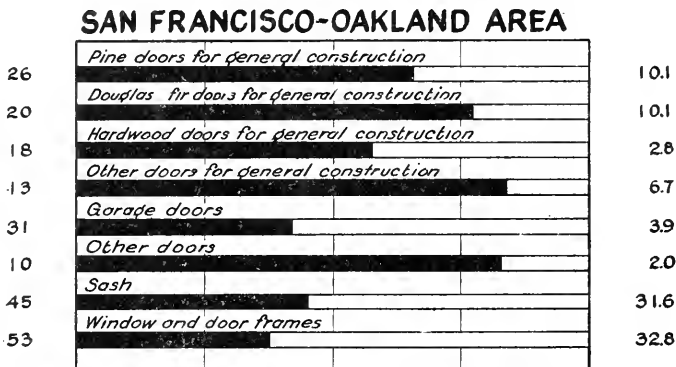 SAN FRANCISCO-OAKLAND AREA
Pine doors for general construction
26 10.1
Douglas fir doors for general construction
20 10.1
Hardwood doors for general construction
18 2.8
Other doors for general construction
13 6.7
Garage doors
31 3.9
Other doors
10 2.0
Sash
45 31.6
Window and door frames
53 32.8